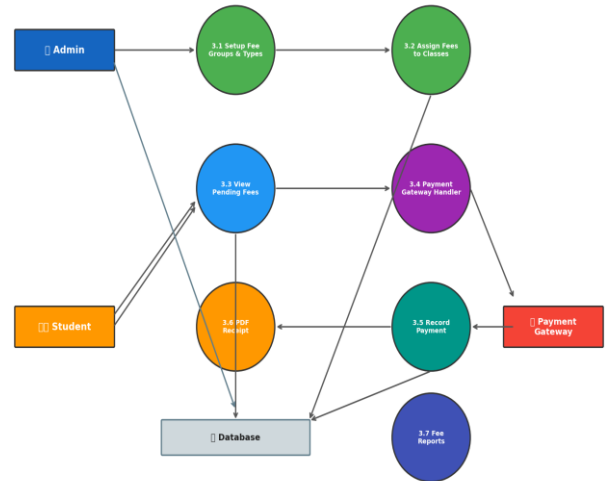 Admin
3.1 Setup Fee
Groups & Types
3.2 Assign Fees
to Classes
3.3 View
Pending Fees
3.4 Payment
Gateway Handler
Student
3.6 PDF
Receipt
3.5 Record
Payment
Payment
Gateway
Database
3.7 Fee
Reports